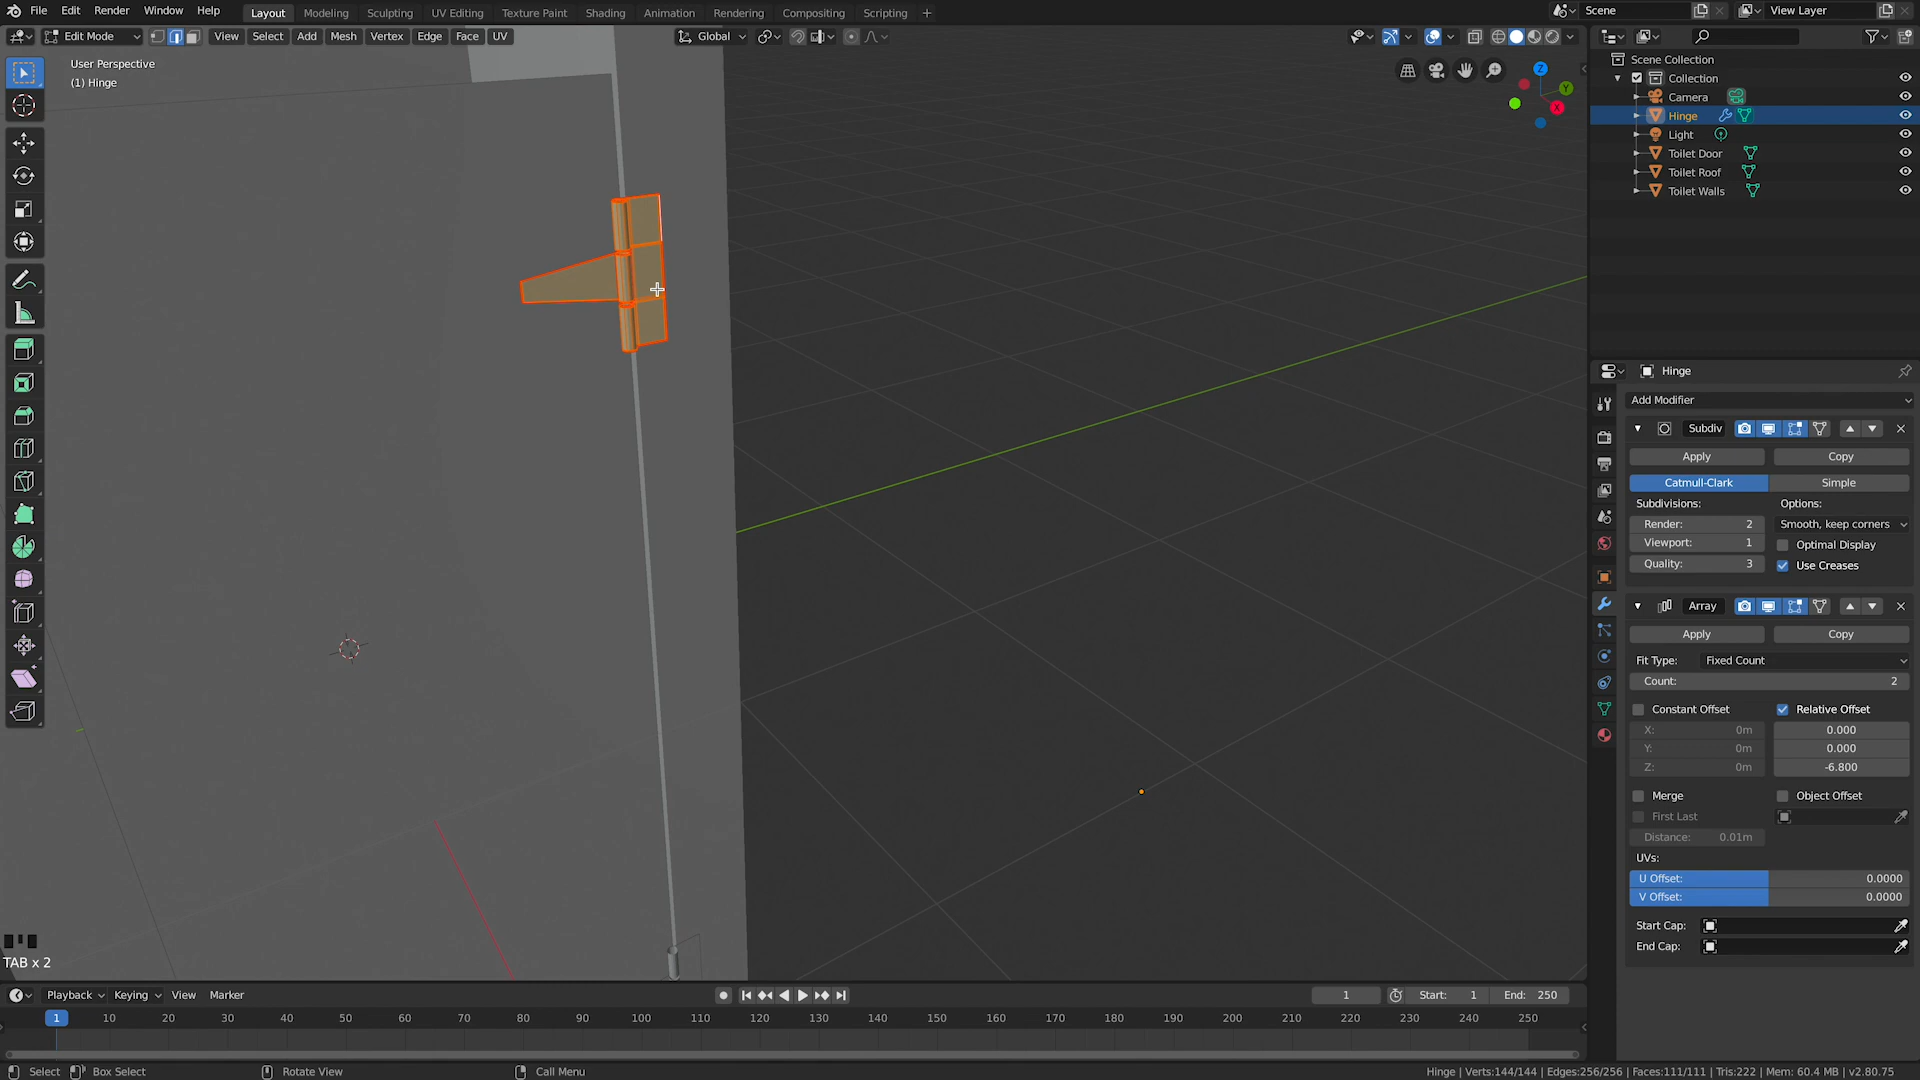 File Edit Render Window Help Layout Modeling Sculpting UV Editing Texture Paint Shading Animation Rendering Compositing Scripting + Scene View Layer
Edit Mode View Select Add Mesh Vertex Edge Face UV Global
User Perspective
(1) Hinge
Z
Y
X
Scene Collection
Collection
Camera
Hinge
Light
Toilet Door
Toilet Roof
Toilet Walls
Hinge
Add Modifier
Subdiv
Apply Copy
Catmull-Clark Simple
Subdivisions: Options:
Render: 2 Smooth, keep corners
Viewport: 1 Optimal Display
Quality: 3 Use Creases
Array
Apply Copy
Fit Type: Fixed Count
Count: 2
Constant Offset Relative Offset
X: 0m 0.000
Y: 0m 0.000
Z: 0m -6.800
Merge Object Offset
First Last
Distance: 0.01m
UVs:
U Offset: 0.0000
V Offset: 0.0000
Start Cap:
End Cap:
TAB x 2
Playback Keying View Marker 1 Start: 1 End: 250
1 10 20 30 40 50 60 70 80 90 100 110 120 130 140 150 160 170 180 190 200 210 220 230 240 250
Select Box Select Rotate View Call Menu Hinge | Verts:144/144 | Edges:256/256 | Faces:111/111 | Tris:222 | Mem: 60.4 MB | v2.80.75